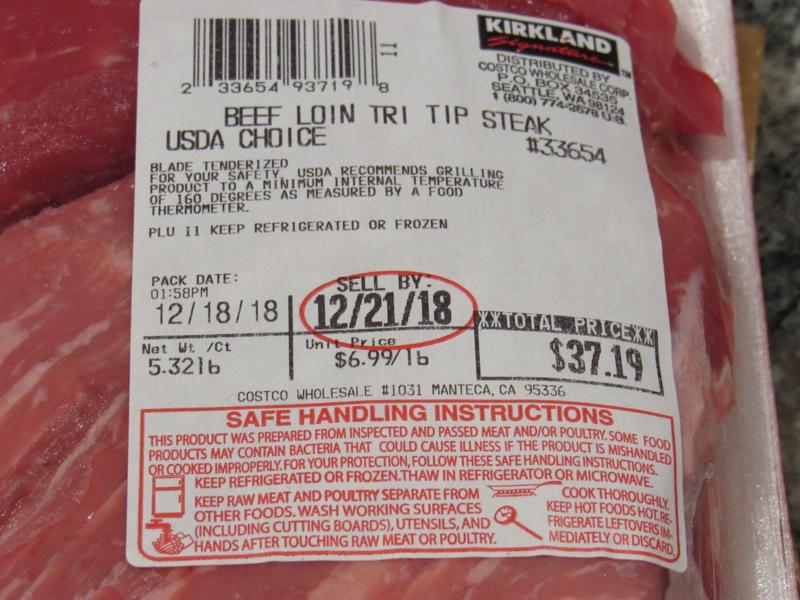 KIRKLAND
Signature
TM
DISTRIBUTED BY
COSTCO WHOLESALE CORP.
P.O. BOX 34535
SEATTLE, WA 98124
1 (800) 774-2678 U.S.
11
2 33654 93719 8
BEEF LOIN TRI TIP STEAK
USDA CHOICE
#33654
BLADE TENDERIZED
FOR YOUR SAFETY, USDA RECOMMENDS GRILLING
PRODUCT TO A MINIMUM INTERNAL TEMPERATURE
OF 160 DEGREES AS MEASURED BY A FOOD
THERMOMETER.
PLU 11 KEEP REFRIGERATED OR FROZEN
PACK DATE:
01:58PM
12/18/18
SELL BY:
12/21/18
Net Wt /Ct
5.32lb
Unit Price
$6.99/lb
XXTOTAL PRICEXX
$37.19
COSTCO WHOLESALE #1031 MANTECA, CA 95336
SAFE HANDLING INSTRUCTIONS
THIS PRODUCT WAS PREPARED FROM INSPECTED AND PASSED MEAT AND/OR POULTRY. SOME FOOD
PRODUCTS MAY CONTAIN BACTERIA THAT COULD CAUSE ILLNESS IF THE PRODUCT IS MISHANDLED
OR COOKED IMPROPERLY. FOR YOUR PROTECTION, FOLLOW THESE SAFE HANDLING INSTRUCTIONS.
KEEP REFRIGERATED OR FROZEN. THAW IN REFRIGERATOR OR MICROWAVE.
KEEP RAW MEAT AND POULTRY SEPARATE FROM
OTHER FOODS. WASH WORKING SURFACES
(INCLUDING CUTTING BOARDS), UTENSILS, AND
HANDS AFTER TOUCHING RAW MEAT OR POULTRY.
COOK THOROUGHLY.
KEEP HOT FOODS HOT. RE-
FRIGERATE LEFTOVERS IM-
MEDIATELY OR DISCARD.